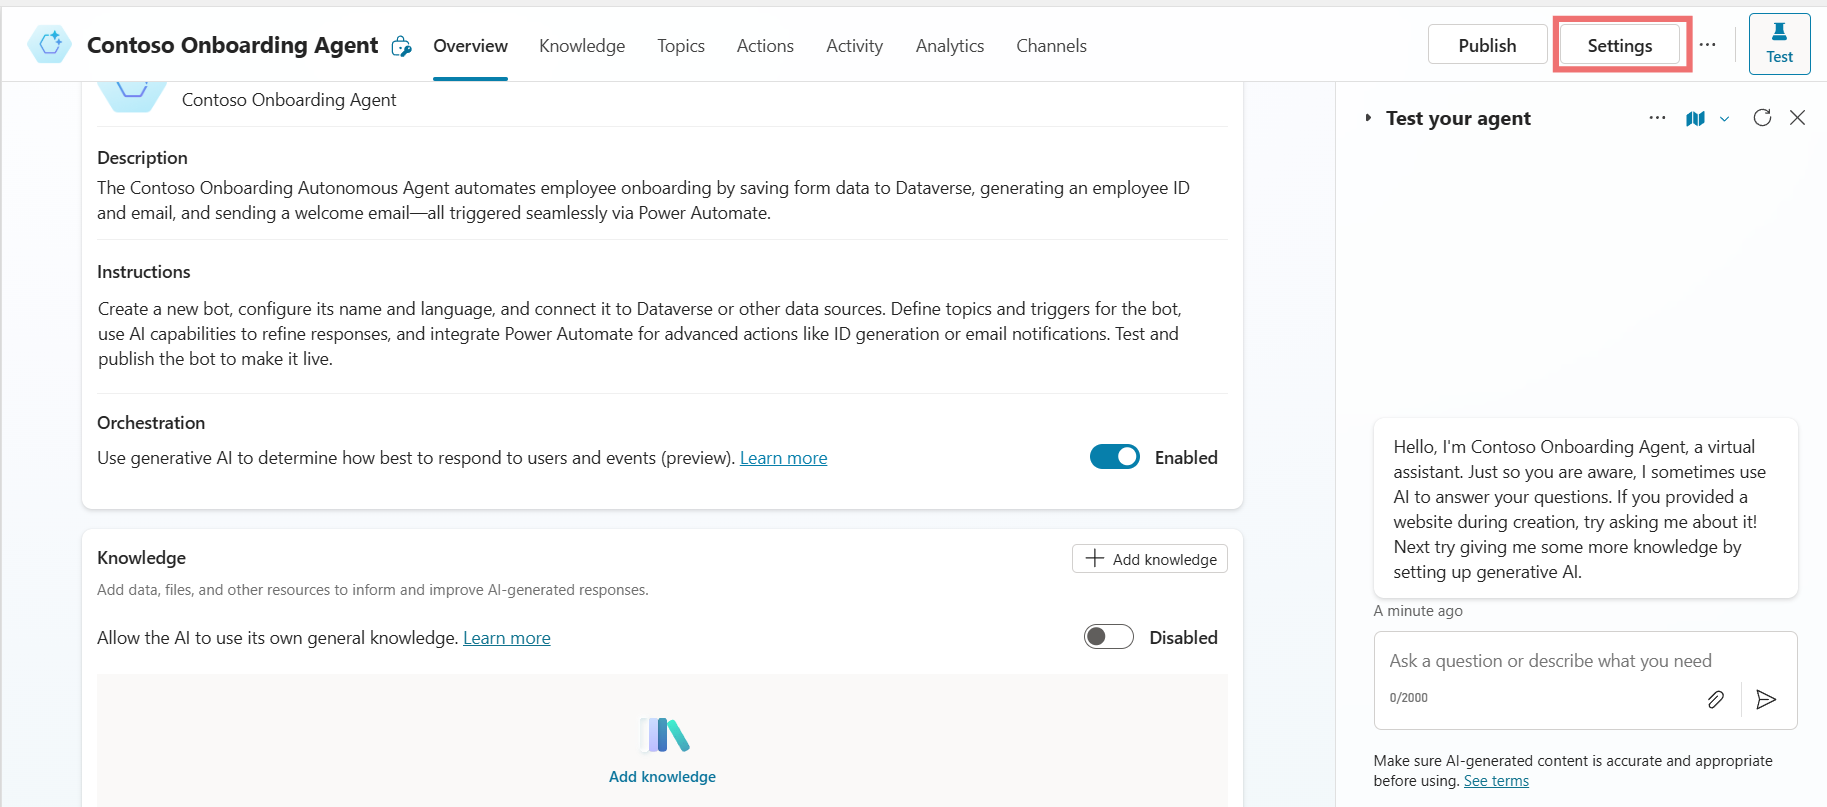 Contoso Onboarding Agent
Overview
Knowledge
Topics
Actions
Activity
Analytics
Channels
Publish
Settings
Test
Contoso Onboarding Agent
Description
The Contoso Onboarding Autonomous Agent automates employee onboarding by saving form data to Dataverse, generating an employee ID
and email, and sending a welcome email—all triggered seamlessly via Power Automate.
Instructions
Create a new bot, configure its name and language, and connect it to Dataverse or other data sources. Define topics and triggers for the bot,
use AI capabilities to refine responses, and integrate Power Automate for advanced actions like ID generation or email notifications. Test and
publish the bot to make it live.
Orchestration
Use generative AI to determine how best to respond to users and events (preview). Learn more
Enabled
Knowledge
Add knowledge
Add data, files, and other resources to inform and improve AI-generated responses.
Allow the AI to use its own general knowledge. Learn more
Disabled
Add knowledge
Test your agent
Hello, I'm Contoso Onboarding Agent, a virtual
assistant. Just so you are aware, I sometimes use
AI to answer your questions. If you provided a
website during creation, try asking me about it!
Next try giving me some more knowledge by
setting up generative AI.
A minute ago
Ask a question or describe what you need
0/2000
Make sure AI-generated content is accurate and appropriate
before using. See terms